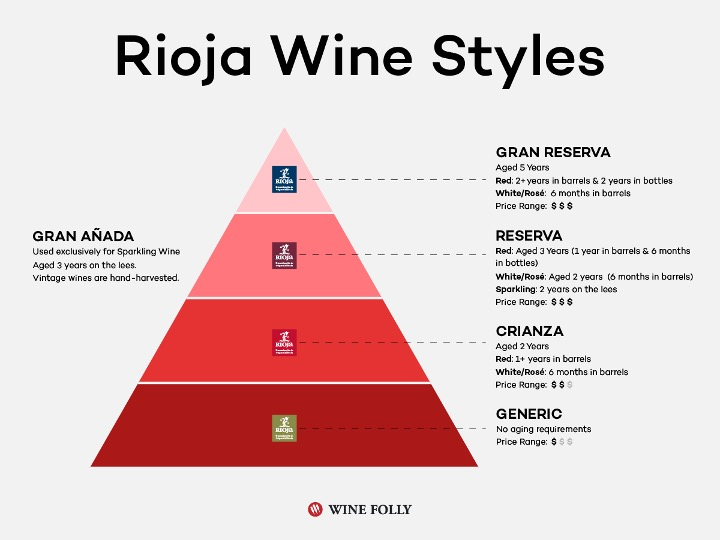 Rioja Wine Styles
GRAN AÑADA
Used exclusively for Sparkling Wine
Aged 3 years on the lees.
Vintage wines are hand-harvested.
GRAN RESERVA
Aged 5 Years
Red: 2+ years in barrels & 2 years in bottles
White/Rosé: 6 months in barrels
Price Range: $ $ $
RESERVA
Red: Aged 3 Years (1 year in barrels & 6 months
in bottles)
White/Rosé: Aged 2 years (6 months in barrels)
Sparkling: 2 years on the lees
Price Range: $ $ $
CRIANZA
Aged 2 Years
Red: 1+ years in barrels
White/Rosé: 6 months in barrels
Price Range: $ $ $
GENERIC
No aging requirements
Price Range: $ $ $
RIOJA
RIOJA
RIOJA
RIOJA
WINE FOLLY